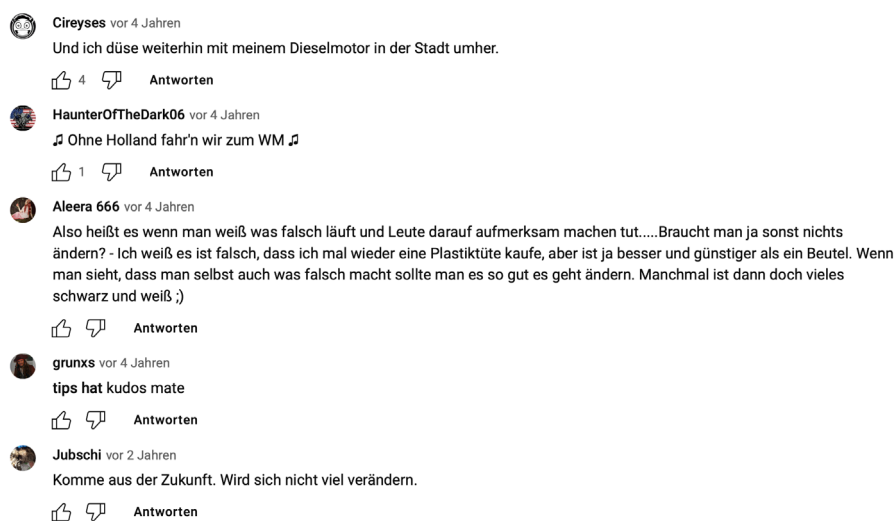 Cireyses vor 4 Jahren
Und ich düse weiterhin mit meinem Dieselmotor in der Stadt umher.
4 Antworten
HaunterOfTheDark06 vor 4 Jahren
♫ Ohne Holland fahr'n wir zum WM ♫
1 Antworten
Aleera 666 vor 4 Jahren
Also heißt es wenn man weiß was falsch läuft und Leute darauf aufmerksam machen tut.....Braucht man ja sonst nichts
ändern? - Ich weiß es ist falsch, dass ich mal wieder eine Plastiktüte kaufe, aber ist ja besser und günstiger als ein Beutel. Wenn
man sieht, dass man selbst auch was falsch macht sollte man es so gut es geht ändern. Manchmal ist dann doch vieles
schwarz und weiß ;)
Antworten
grunxs vor 4 Jahren
tips hat kudos mate
Antworten
Jubschi vor 2 Jahren
Komme aus der Zukunft. Wird sich nicht viel verändern.
Antworten